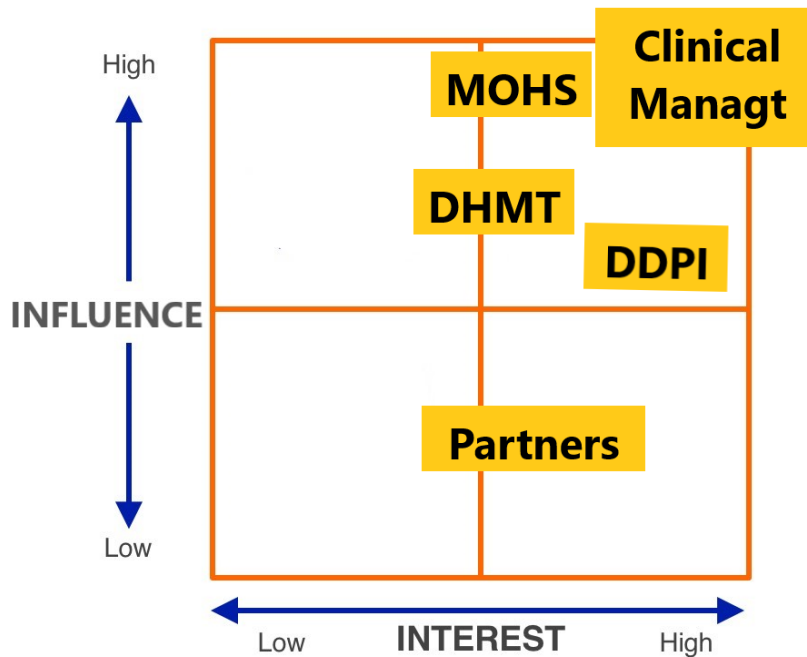 High
Clinical
Managt
MOHS
DHMT
DDPI
INFLUENCE
Partners
Low
Low
INTEREST
High